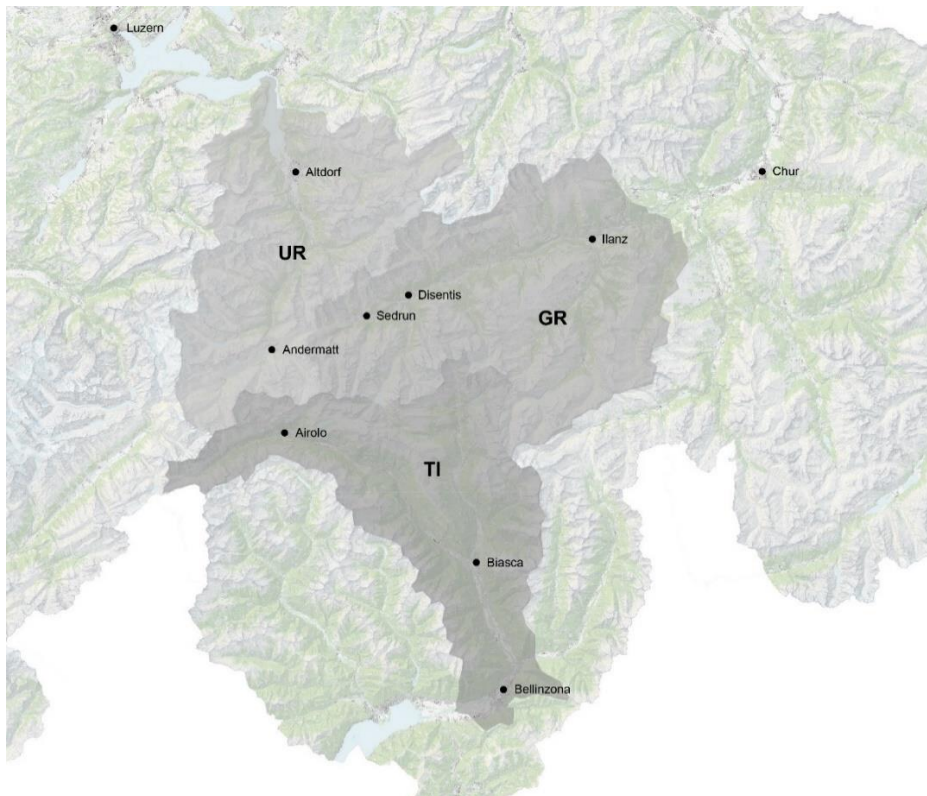 Luzern
Altdorf
Chur
Ilanz
UR
Disentis
Sedrun
GR
Andermatt
Airolo
TI
Biasca
Bellinzona